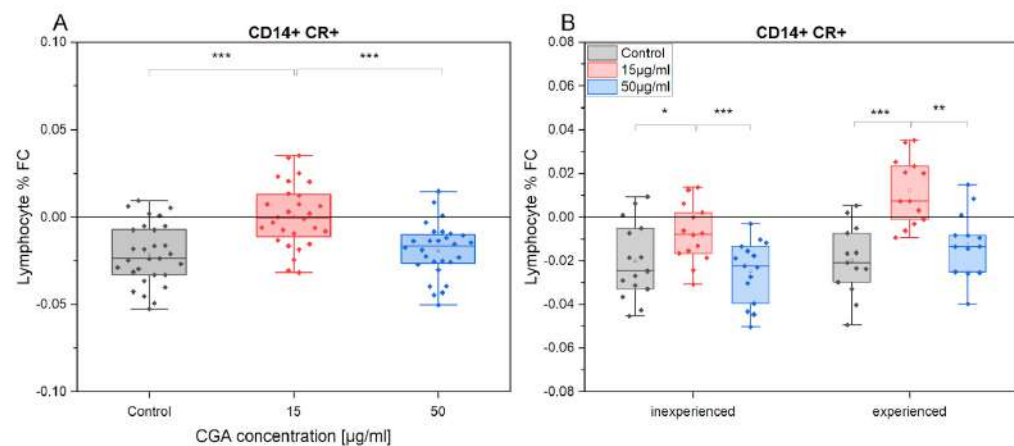 A
CD14+ CR+
0.10
0.05
0.00
-0.05
-0.10
Lymphocyte % FC
***
***
Control
15
50
CGA concentration [µg/ml]
B
CD14+ CR+
0.08
0.06
0.04
0.02
0.00
-0.02
-0.04
-0.06
-0.08
Lymphocyte % FC
Control
15µg/ml
50µg/ml
*
***
***
**
inexperienced
experienced